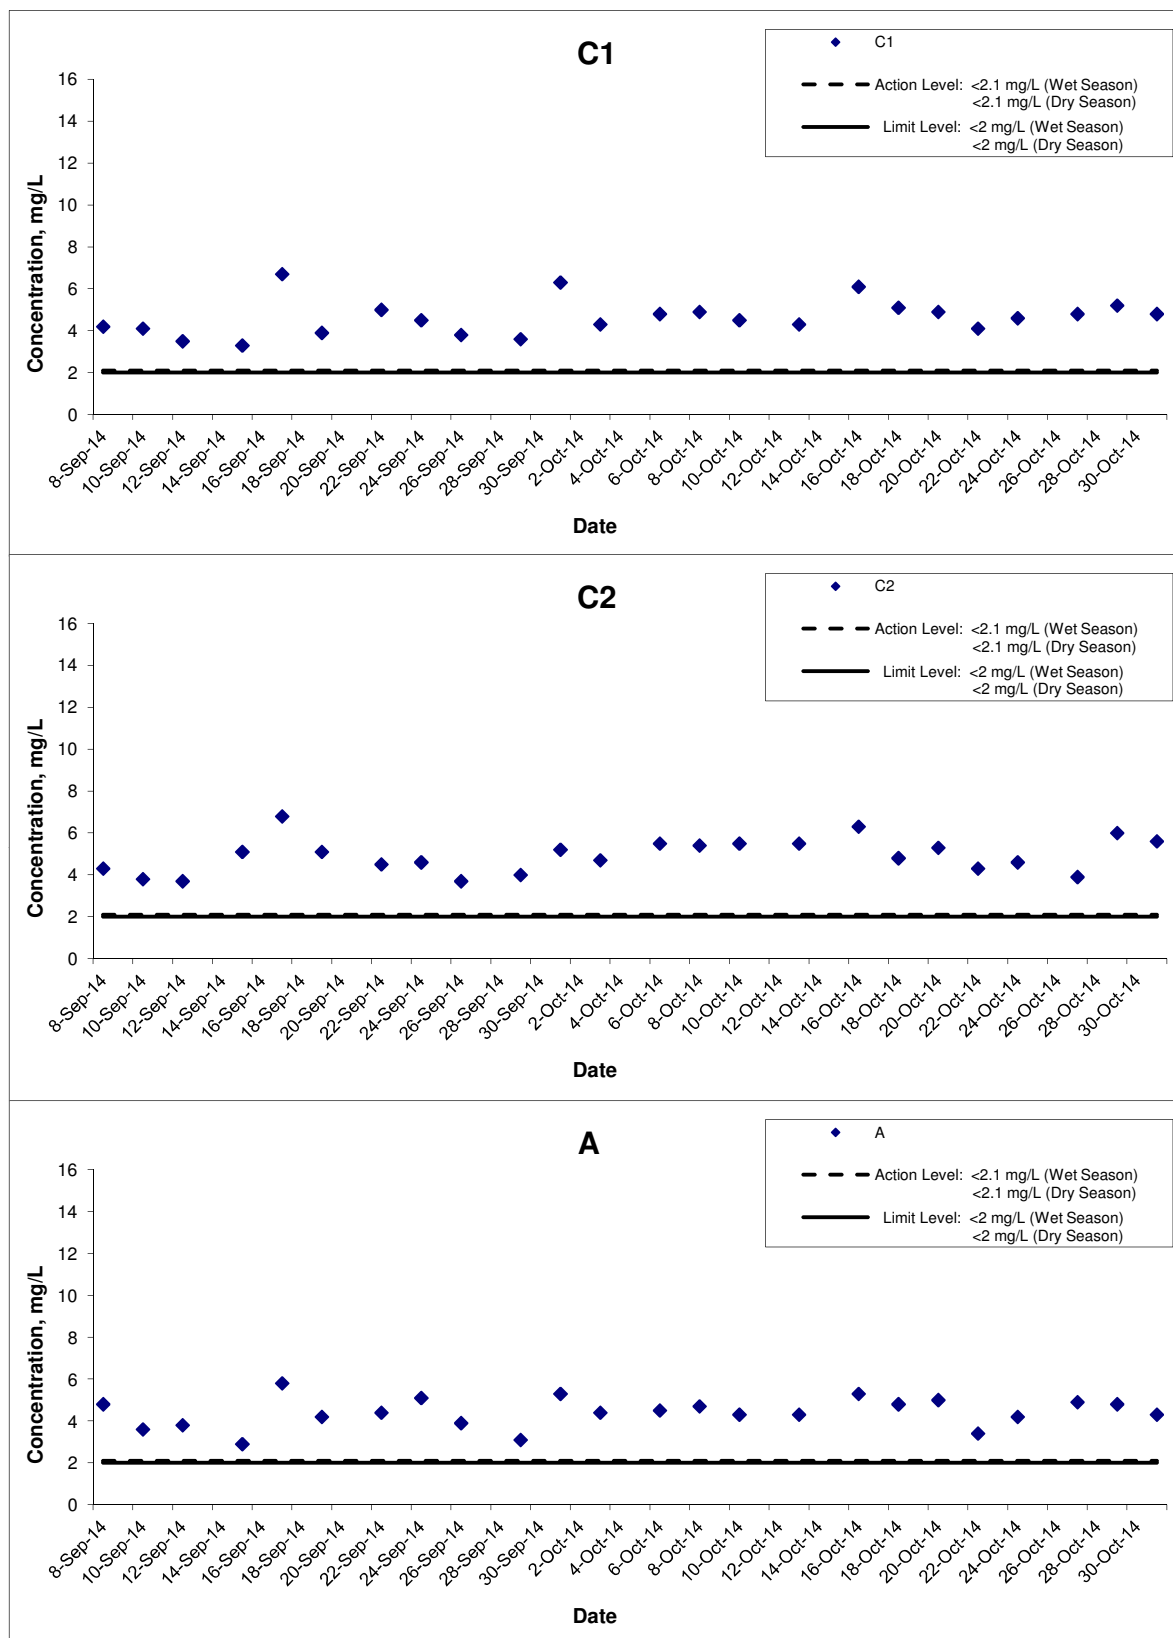 C1
C1
Action Level: <2.1 mg/L (Wet Season)
<2.1 mg/L (Dry Season)
Limit Level: <2 mg/L (Wet Season)
<2 mg/L (Dry Season)
Concentration, mg/L
16
14
12
10
8
6
4
2
0
8-Sep-14
10-Sep-14
12-Sep-14
14-Sep-14
16-Sep-14
18-Sep-14
20-Sep-14
22-Sep-14
24-Sep-14
26-Sep-14
28-Sep-14
30-Sep-14
2-Oct-14
4-Oct-14
6-Oct-14
8-Oct-14
10-Oct-14
12-Oct-14
14-Oct-14
16-Oct-14
18-Oct-14
20-Oct-14
22-Oct-14
24-Oct-14
26-Oct-14
28-Oct-14
30-Oct-14
Date
C2
C2
Action Level: <2.1 mg/L (Wet Season)
<2.1 mg/L (Dry Season)
Limit Level: <2 mg/L (Wet Season)
<2 mg/L (Dry Season)
Concentration, mg/L
16
14
12
10
8
6
4
2
0
8-Sep-14
10-Sep-14
12-Sep-14
14-Sep-14
16-Sep-14
18-Sep-14
20-Sep-14
22-Sep-14
24-Sep-14
26-Sep-14
28-Sep-14
30-Sep-14
2-Oct-14
4-Oct-14
6-Oct-14
8-Oct-14
10-Oct-14
12-Oct-14
14-Oct-14
16-Oct-14
18-Oct-14
20-Oct-14
22-Oct-14
24-Oct-14
26-Oct-14
28-Oct-14
30-Oct-14
Date
A
A
Action Level: <2.1 mg/L (Wet Season)
<2.1 mg/L (Dry Season)
Limit Level: <2 mg/L (Wet Season)
<2 mg/L (Dry Season)
Concentration, mg/L
16
14
12
10
8
6
4
2
0
8-Sep-14
10-Sep-14
12-Sep-14
14-Sep-14
16-Sep-14
18-Sep-14
20-Sep-14
22-Sep-14
24-Sep-14
26-Sep-14
28-Sep-14
30-Sep-14
2-Oct-14
4-Oct-14
6-Oct-14
8-Oct-14
10-Oct-14
12-Oct-14
14-Oct-14
16-Oct-14
18-Oct-14
20-Oct-14
22-Oct-14
24-Oct-14
26-Oct-14
28-Oct-14
30-Oct-14
Date